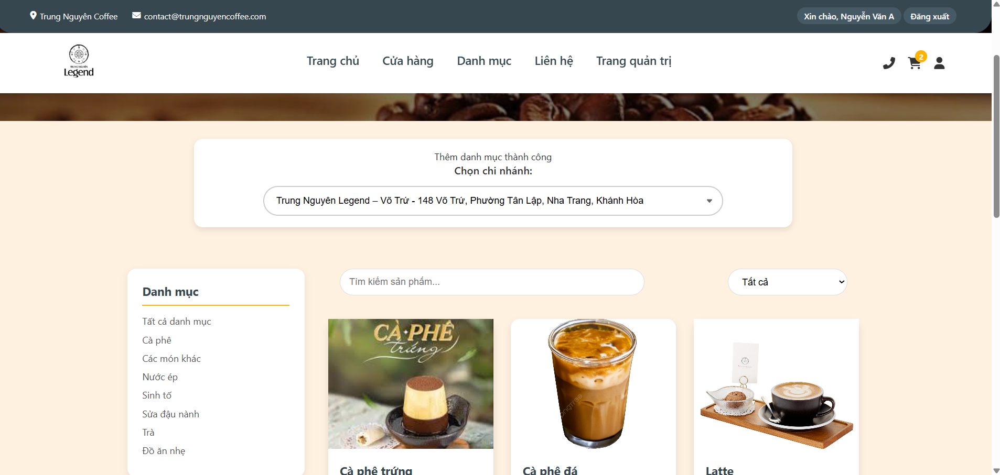 Trung Nguyên Coffee
contact@trungnguyencoffee.com
Xin chào, Nguyễn Văn A
Đăng xuất
TRUNG NGUYÊN
Legend
Trang chủ
Cửa hàng
Danh mục
Liên hệ
Trang quản trị
2
Thêm danh mục thành công
Chọn chi nhánh:
Trung Nguyên Legend – Võ Trứ - 148 Võ Trứ, Phường Tân Lập, Nha Trang, Khánh Hòa
Danh mục
Tất cả danh mục
Cà phê
Các món khác
Nước ép
Sinh tố
Sửa đậu nành
Trà
Đồ ăn nhẹ
Tìm kiếm sản phẩm...
Tất cả
CÀ PHÊ
trứng
Cà phê trứng
Cà phê đá
Latte